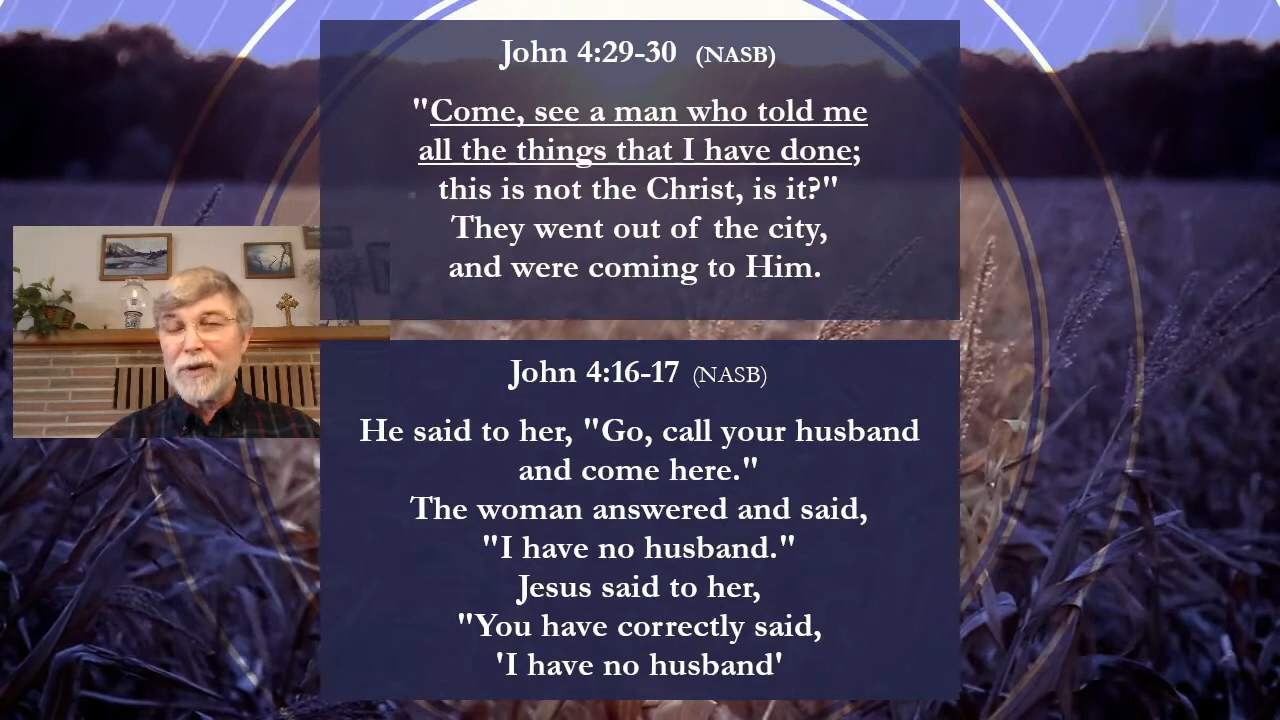 John 4:29-30 (NASB)
"Come, see a man who told me
all the things that I have done;
this is not the Christ, is it?"
They went out of the city,
and were coming to Him.
John 4:16-17 (NASB)
He said to her, "Go, call your husband
and come here."
The woman answered and said,
"I have no husband."
Jesus said to her,
"You have correctly said,
'I have no husband'